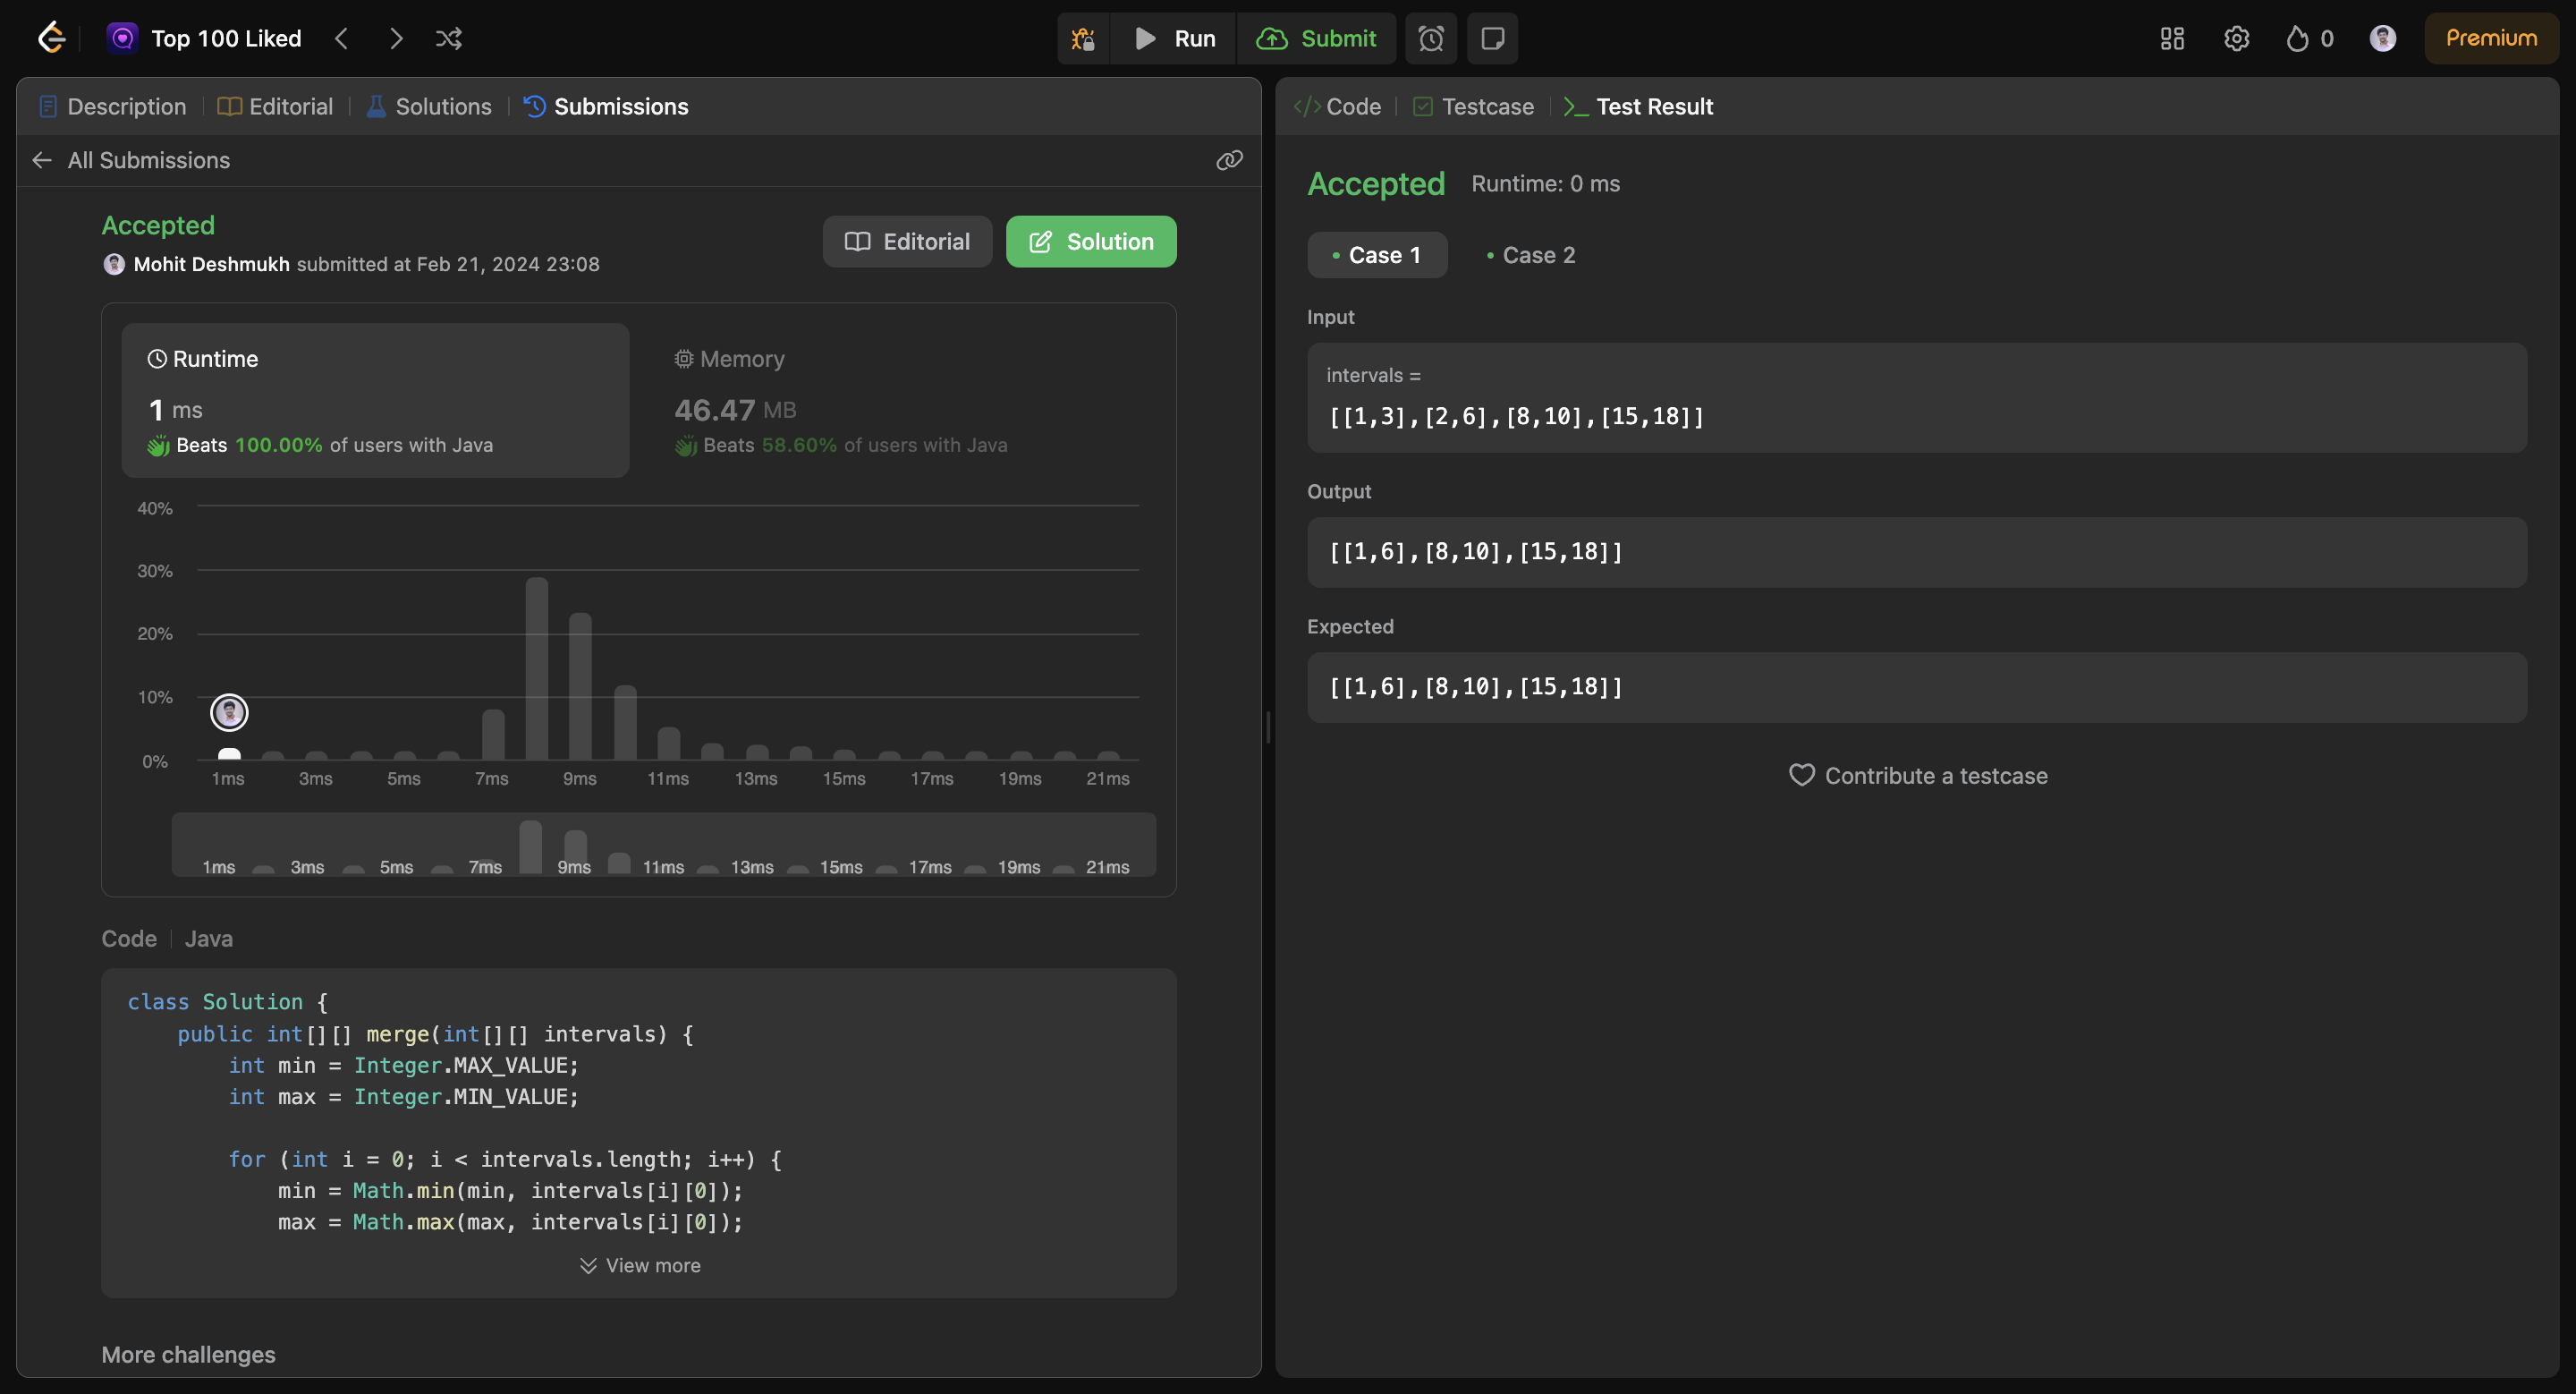 Top 100 Liked
Run
Submit
0
Premium
Description
Editorial
Solutions
Submissions
All Submissions
Accepted
Editorial
Solution
Mohit Deshmukh submitted at Feb 21, 2024 23:08
Runtime
1 ms
Beats 100.00% of users with Java
Memory
46.47 MB
Beats 58.60% of users with Java
40%
30%
20%
10%
0%
1ms 3ms 5ms 7ms 9ms 11ms 13ms 15ms 17ms 19ms 21ms
1ms 3ms 5ms 7ms 9ms 11ms 13ms 15ms 17ms 19ms 21ms
Code | Java
class Solution {
    public int[][] merge(int[][] intervals) {
        int min = Integer.MAX_VALUE;
        int max = Integer.MIN_VALUE;
        for (int i = 0; i < intervals.length; i++) {
            min = Math.min(min, intervals[i][0]);
            max = Math.max(max, intervals[i][0]);
View more
More challenges
</> Code
Testcase
>_ Test Result
Accepted
Runtime: 0 ms
• Case 1
• Case 2
Input
intervals =
[[1,3],[2,6],[8,10],[15,18]]
Output
[[1,6],[8,10],[15,18]]
Expected
[[1,6],[8,10],[15,18]]
Contribute a testcase